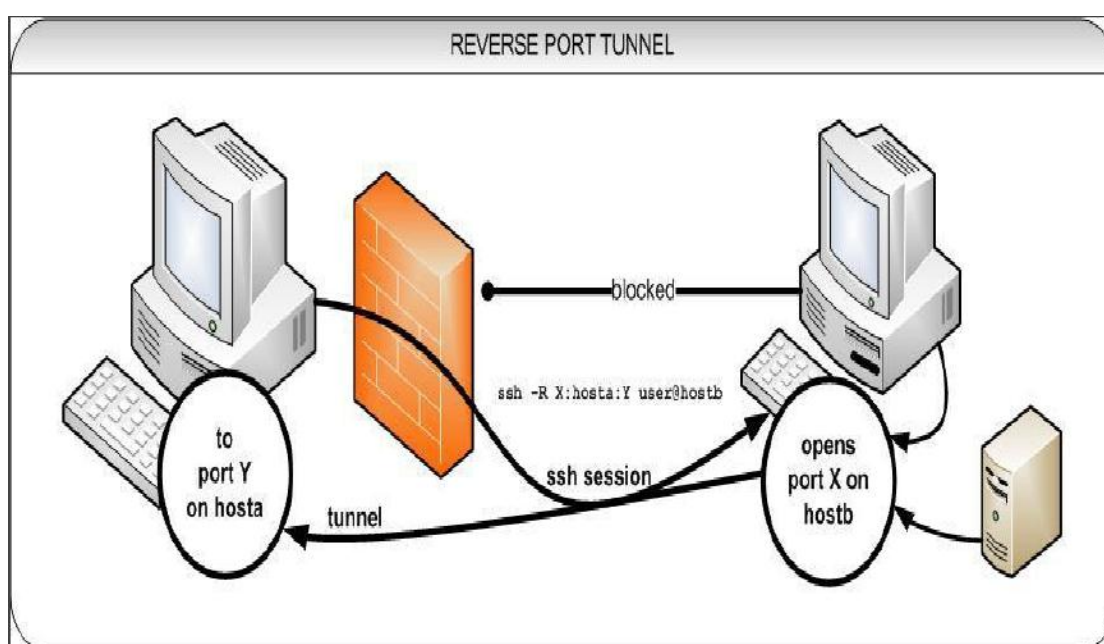 REVERSE PORT TUNNEL
blocked
ssh -R X:hosta:Y user@hostb
to
port Y
on hosta
ssh session
tunnel
opens
port X on
hostb